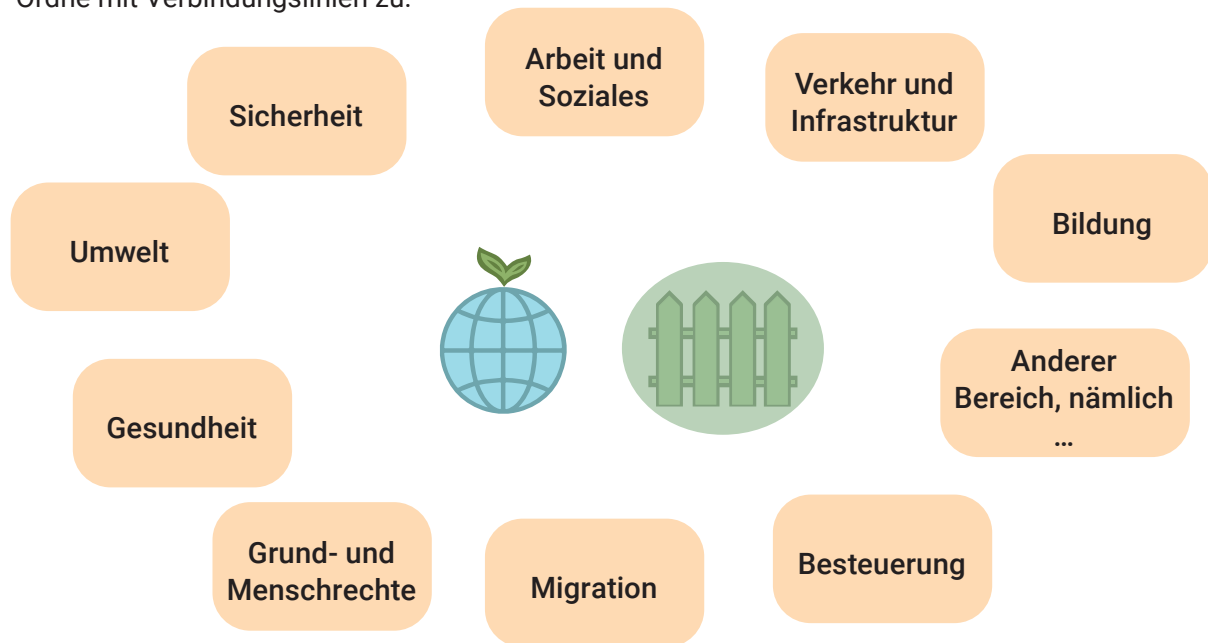 Ordne mit Verbindungslinien zu.
Arbeit und
Soziales
Sicherheit
Verkehr und
Infrastruktur
Umwelt
Bildung
Gesundheit
Anderer
Bereich, nämlich
...
Grund- und
Menschrechte
Migration
Besteuerung